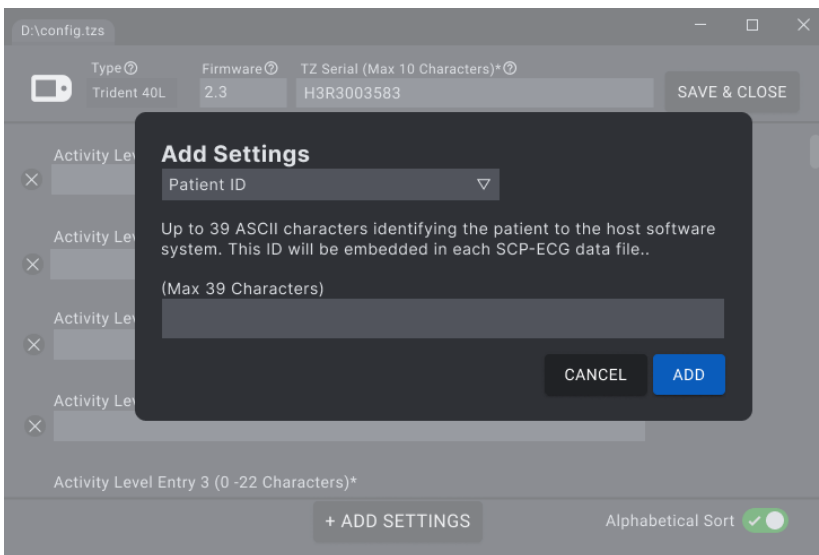 D:\config.tzs
Type
Firmware
TZ Serial (Max 10 Characters)*
Trident 40L
2.3
H3R3003583
SAVE & CLOSE
Activity Lev
Add Settings
Patient ID
Up to 39 ASCII characters identifying the patient to the host software
system. This ID will be embedded in each SCP-ECG data file..
Activity Lev
(Max 39 Characters)
Activity Lev
CANCEL
ADD
Activity Lev
Activity Level Entry 3 (0 -22 Characters)*
+ ADD SETTINGS
Alphabetical Sort